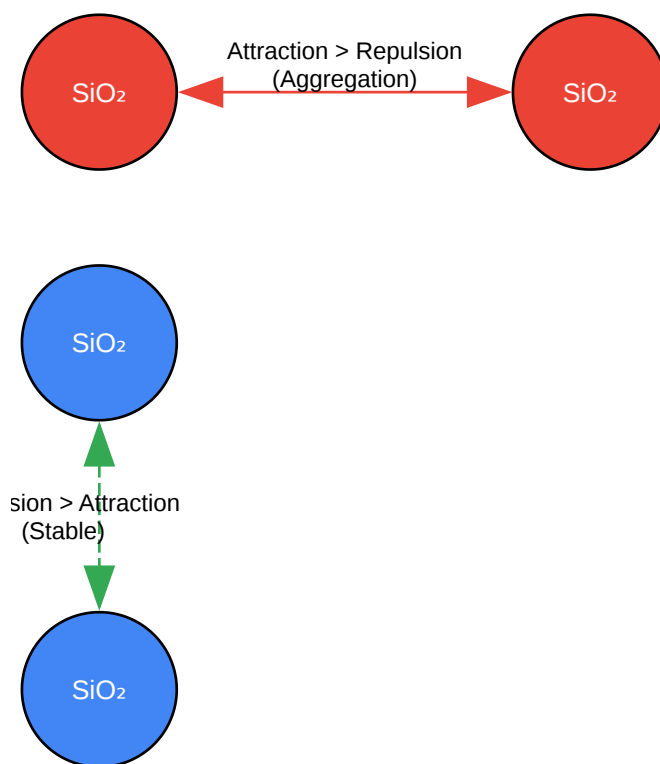 Attraction > Repulsion
(Aggregation)
SiO₂
SiO₂
SiO₂
sion > Attraction
(Stable)
SiO₂